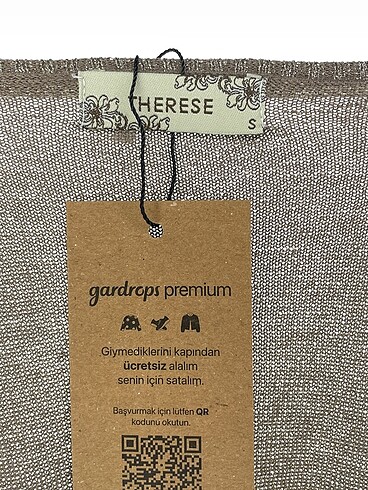 THERESE
S
gardrops premium
Giymediklerini kapından
ücretsiz alalım
senin için satalım.
Başvurmak için lütfen QR
kodunu okutun.